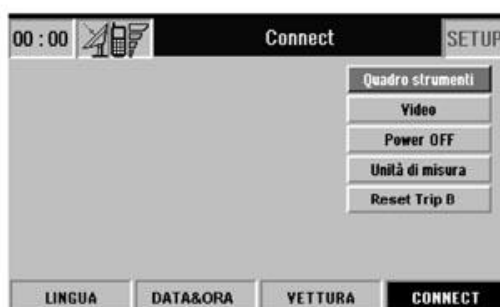 00 : 00 Connect SETUP
Quadro strumenti
Video
Power OFF
Unità di misura
Reset Trip B
LINGUA DATA&ORA VETTURA CONNECT